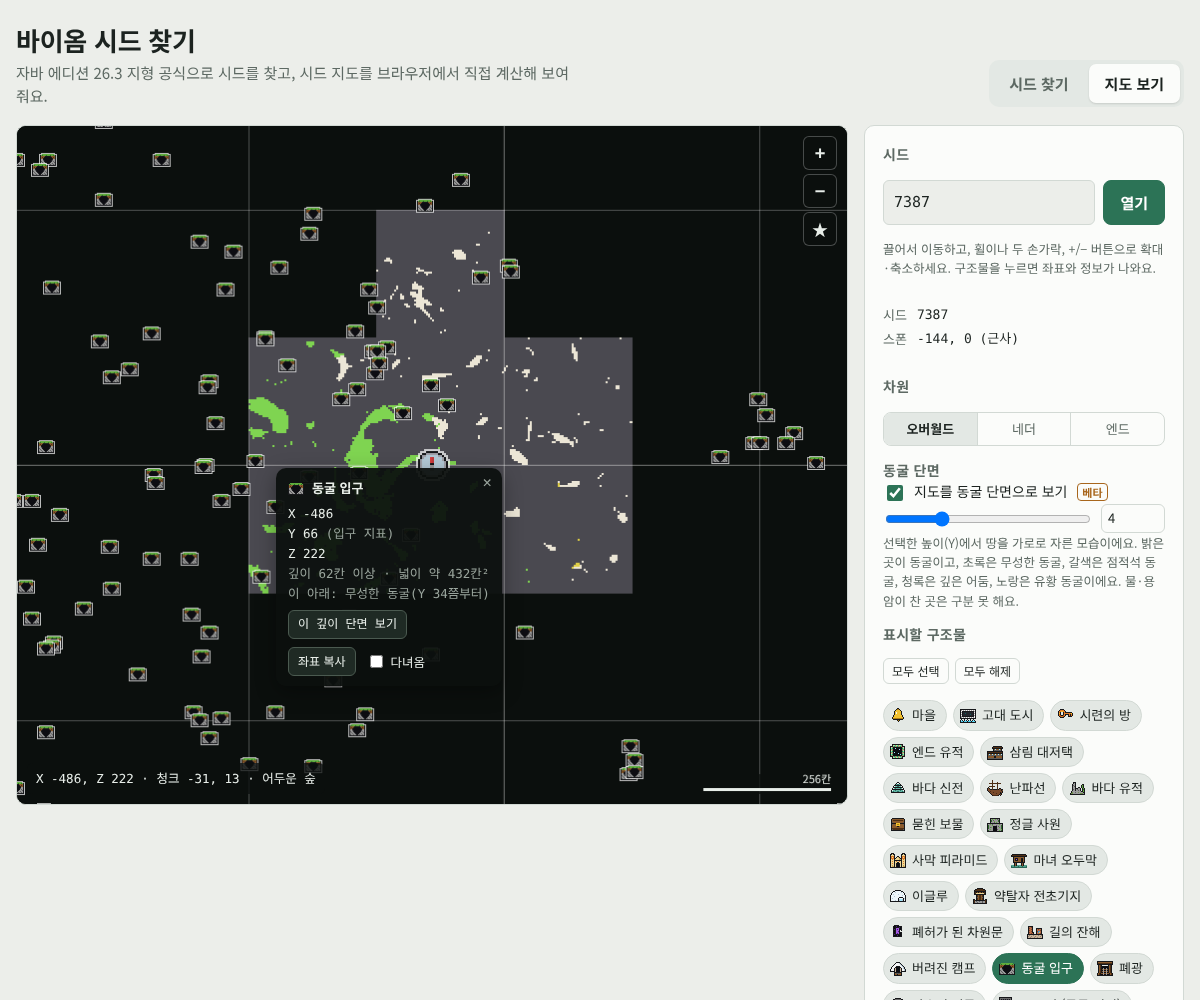 바이옴 시드 찾기
자바 에디션 26.3 지형 공식으로 시드를 찾고, 시드 지도를 브라우저에서 직접 계산해 보여
줘요.
시드 찾기
지도 보기
+
−
★
동굴 입구
×
X -486
Y 66 (입구 지표)
Z 222
깊이 62칸 이상 · 넓이 약 432칸²
이 아래: 무성한 동굴(Y 34쯤부터)
이 깊이 단면 보기
좌표 복사
다녀옴
X -486, Z 222 · 청크 -31, 13 · 어두운 숲
256칸
시드
7387
열기
끌어서 이동하고, 휠이나 두 손가락, +/− 버튼으로 확대
·축소하세요. 구조물을 누르면 좌표와 정보가 나와요.
시드 7387
스폰 -144, 0 (근사)
차원
오버월드
네더
엔드
동굴 단면
지도를 동굴 단면으로 보기 베타
4
선택한 높이(Y)에서 땅을 가로로 자른 모습이에요. 밝은
곳이 동굴이고, 초록은 무성한 동굴, 갈색은 점적석 동
굴, 청록은 깊은 어둠, 노랑은 유황 동굴이에요. 물·용
암이 찬 곳은 구분 못 해요.
표시할 구조물
모두 선택
모두 해제
마을
고대 도시
시련의 방
엔드 유적
삼림 대저택
바다 신전
난파선
바다 유적
묻힌 보물
정글 사원
사막 피라미드
마녀 오두막
이글루
약탈자 전초기지
폐허가 된 차원문
길의 잔해
버려진 캠프
동굴 입구
폐광